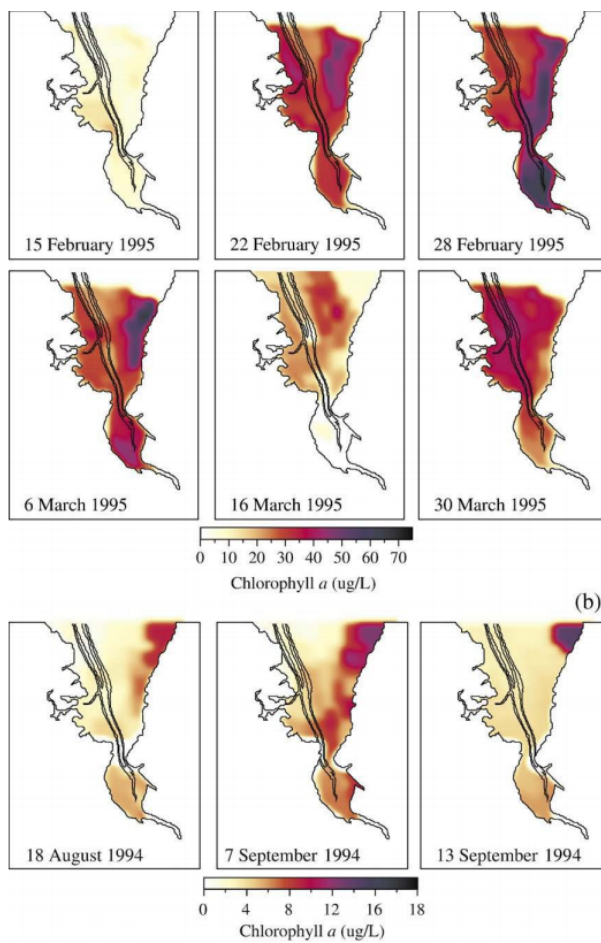 15 February 1995
22 February 1995
28 February 1995
6 March 1995
16 March 1995
30 March 1995
0 10 20 30 40 50 60 70
Chlorophyll a (ug/L)
(b)
18 August 1994
7 September 1994
13 September 1994
0 4 8 12 16 18
Chlorophyll a (ug/L)